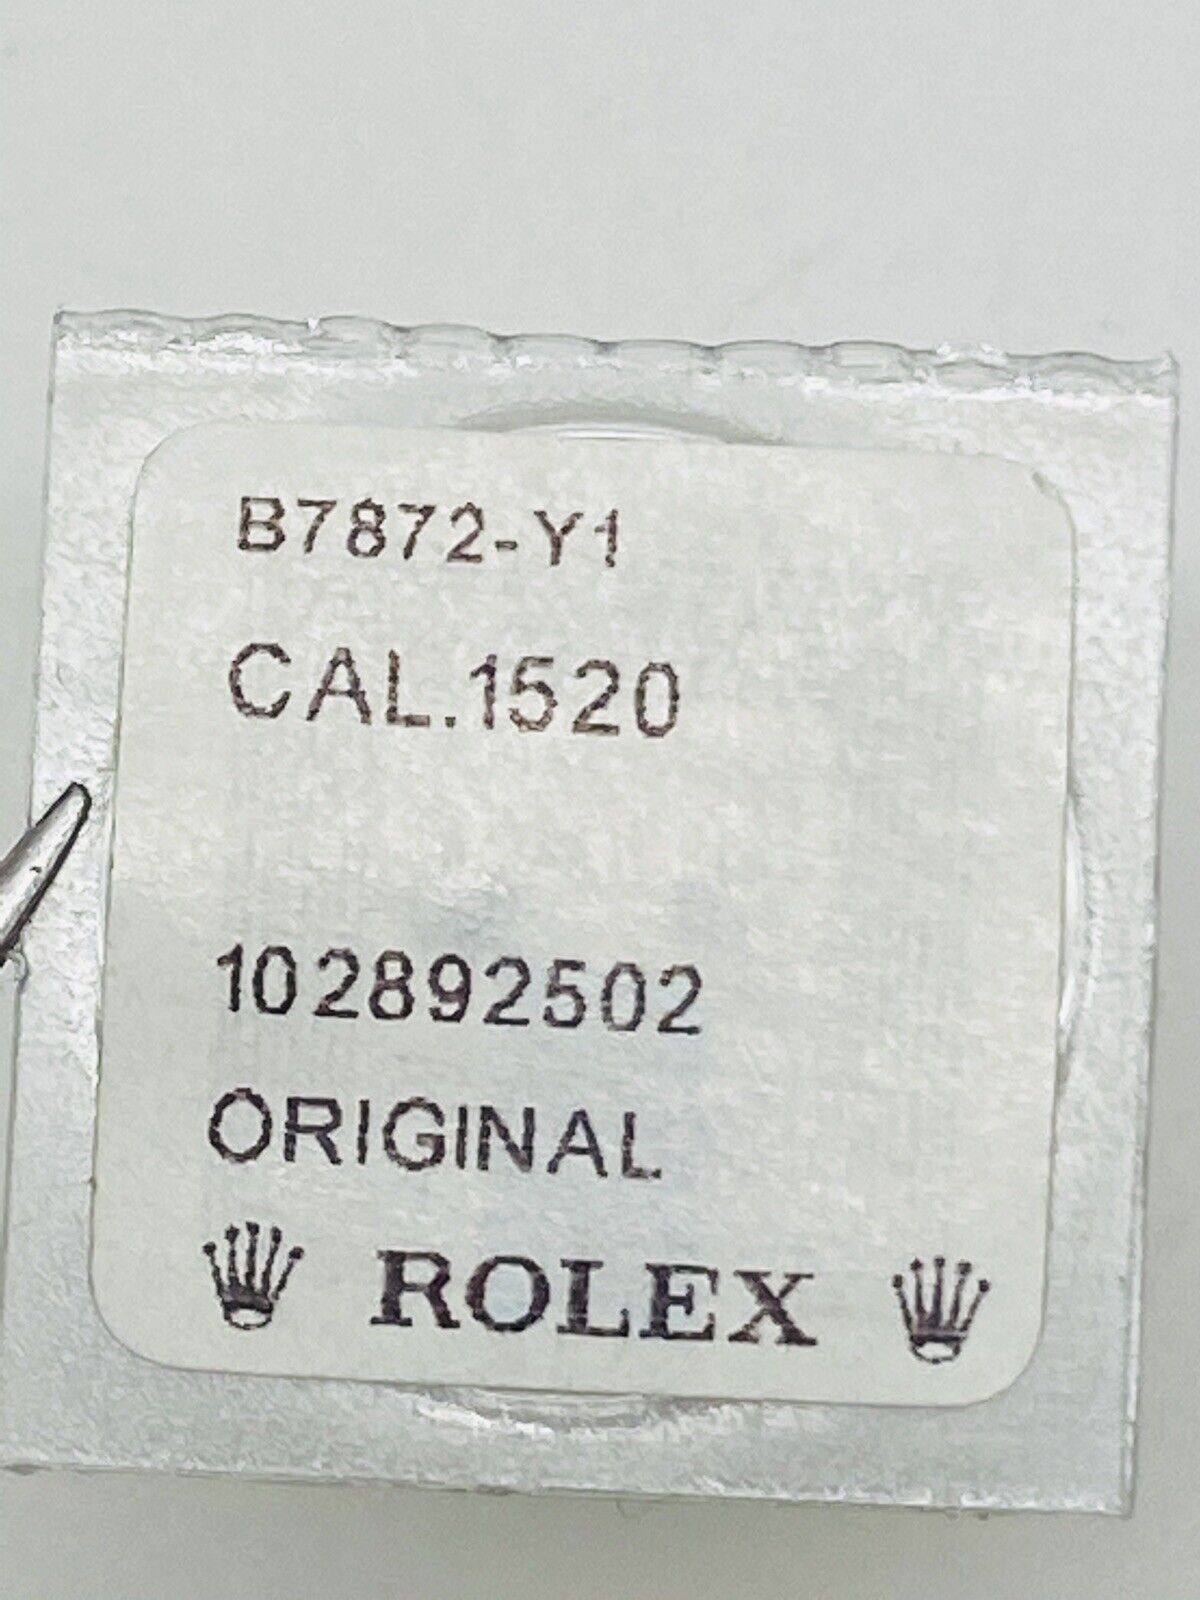 B7872-Y1
CAL.1520
102892502
ORIGINAL
ROLEX